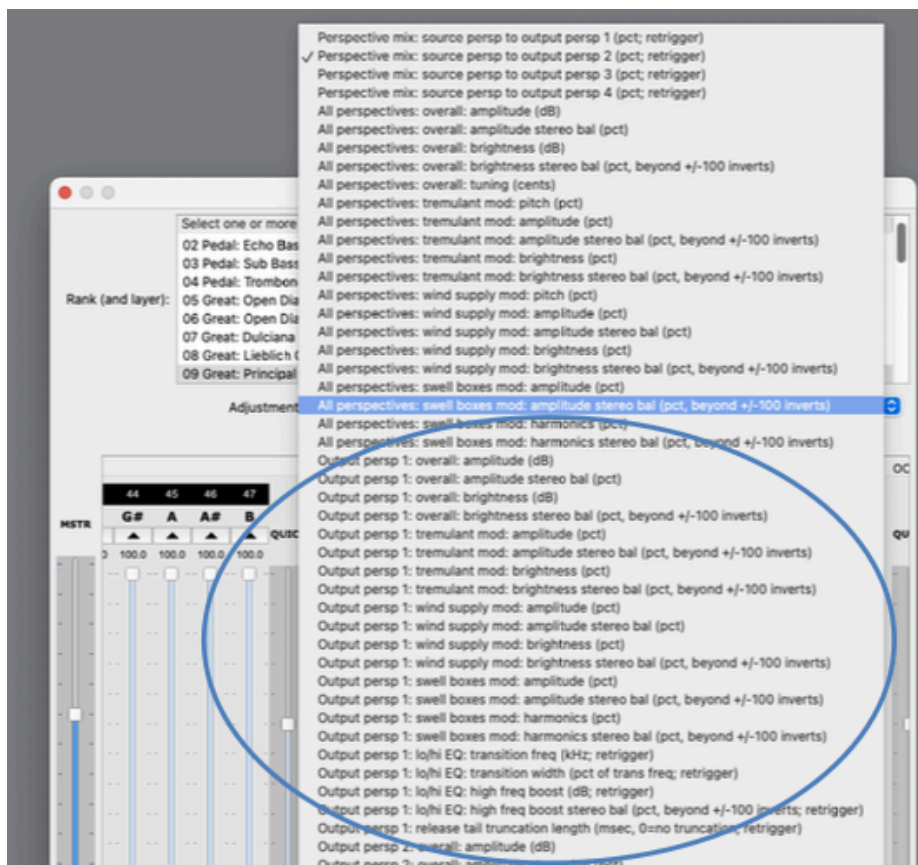 Perspective mix: source persp to output persp 1 (pct; retrigger)
✓ Perspective mix: source persp to output persp 2 (pct; retrigger)
Perspective mix: source persp to output persp 3 (pct; retrigger)
Perspective mix: source persp to output persp 4 (pct; retrigger)
All perspectives: overall: amplitude (dB)
All perspectives: overall: amplitude stereo bal (pct)
All perspectives: overall: brightness (dB)
All perspectives: overall: brightness stereo bal (pct, beyond +/-100 inverts)
All perspectives: overall: tuning (cents)
All perspectives: tremulant mod: pitch (pct)
All perspectives: tremulant mod: amplitude (pct)
All perspectives: tremulant mod: amplitude stereo bal (pct, beyond +/-100 inverts)
All perspectives: tremulant mod: brightness (pct)
All perspectives: tremulant mod: brightness stereo bal (pct, beyond +/-100 inverts)
All perspectives: wind supply mod: pitch (pct)
All perspectives: wind supply mod: amplitude (pct)
All perspectives: wind supply mod: amplitude stereo bal (pct)
All perspectives: wind supply mod: brightness (pct)
All perspectives: wind supply mod: brightness stereo bal (pct, beyond +/-100 inverts)
All perspectives: swell boxes mod: amplitude (pct)
All perspectives: swell boxes mod: amplitude stereo bal (pct, beyond +/-100 inverts)
All perspectives: swell boxes mod: harmonics (pct)
All perspectives: swell boxes mod: harmonics stereo bal (pct, beyond +/-100 inverts)
Output persp 1: overall: amplitude (dB)
Output persp 1: overall: amplitude stereo bal (pct)
Output persp 1: overall: brightness (dB)
Output persp 1: overall: brightness stereo bal (pct, beyond +/-100 inverts)
Output persp 1: tremulant mod: amplitude (pct)
Output persp 1: tremulant mod: amplitude stereo bal (pct, beyond +/-100 inverts)
Output persp 1: tremulant mod: brightness (pct)
Output persp 1: tremulant mod: brightness stereo bal (pct, beyond +/-100 inverts)
Output persp 1: wind supply mod: amplitude (pct)
Output persp 1: wind supply mod: amplitude stereo bal (pct)
Output persp 1: wind supply mod: brightness (pct)
Output persp 1: wind supply mod: brightness stereo bal (pct, beyond +/-100 inverts)
Output persp 1: swell boxes mod: amplitude (pct)
Output persp 1: swell boxes mod: amplitude stereo bal (pct, beyond +/-100 inverts)
Output persp 1: swell boxes mod: harmonics (pct)
Output persp 1: swell boxes mod: harmonics stereo bal (pct, beyond +/-100 inverts)
Output persp 1: lo/hi EQ: transition freq (kHz; retrigger)
Output persp 1: lo/hi EQ: transition width (pct of trans freq; retrigger)
Output persp 1: lo/hi EQ: high freq boost (dB; retrigger)
Output persp 1: lo/hi EQ: high freq boost stereo bal (pct, beyond +/-100 inverts; retrigger)
Output persp 1: release tail truncation length (msec, 0=no truncation; retrigger)
Output persp 2: overall: amplitude (dB)
Output persp 2: overall:
Select one or more
02 Pedal: Echo Bas
03 Pedal: Sub Bass
04 Pedal: Trombon
Rank (and layer):
05 Great: Open Dia
06 Great: Open Dia
07 Great: Dulciana
08 Great: Lieblich
09 Great: Principal
Adjustment
OC
44 45 46 47
MSTR
G# A A# B
QUIC
QU
0 100.0 100.0 100.0 100.0